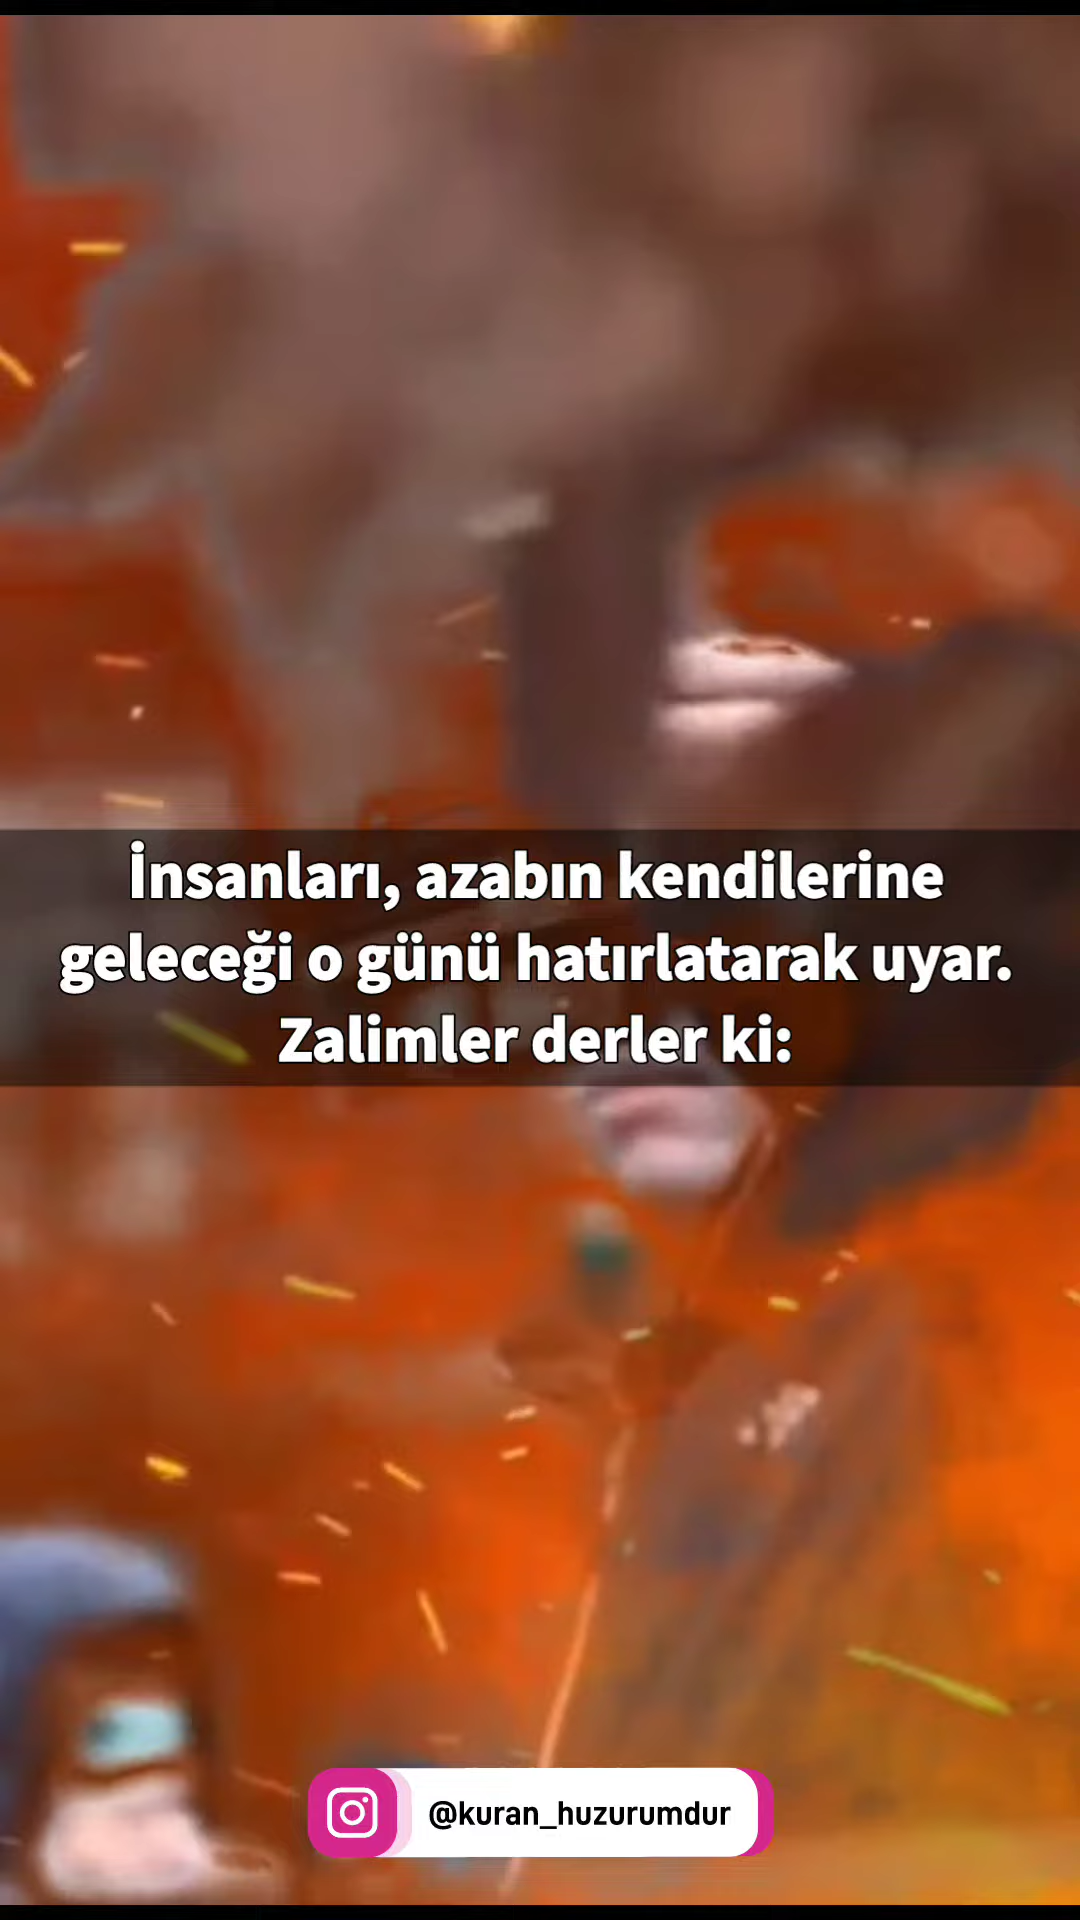 İnsanları, azabın kendilerine
geleceği o günü hatırlatarak uyar.
Zalimler derler ki:
@kuran_huzurumdur